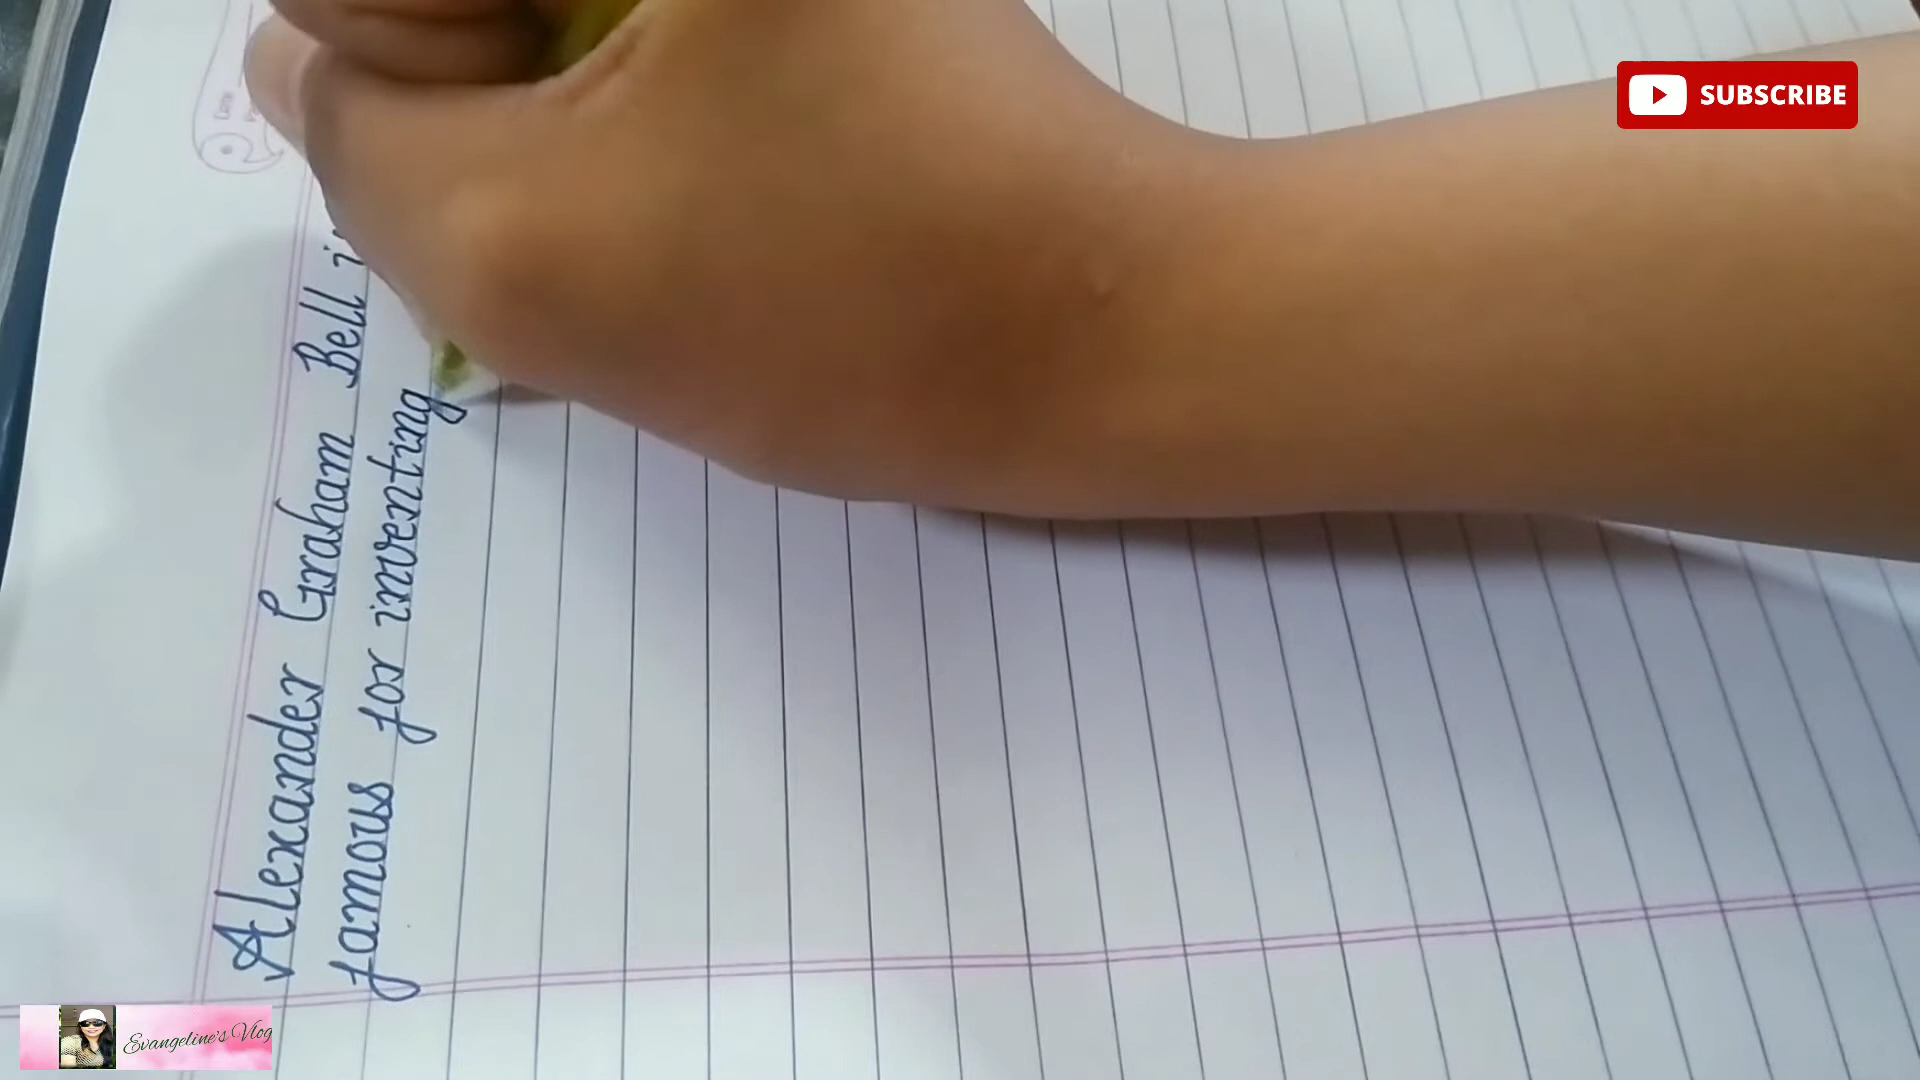 Alexander Graham Bell
famous for inventing
SUBSCRIBE
Evangeline's Vlog